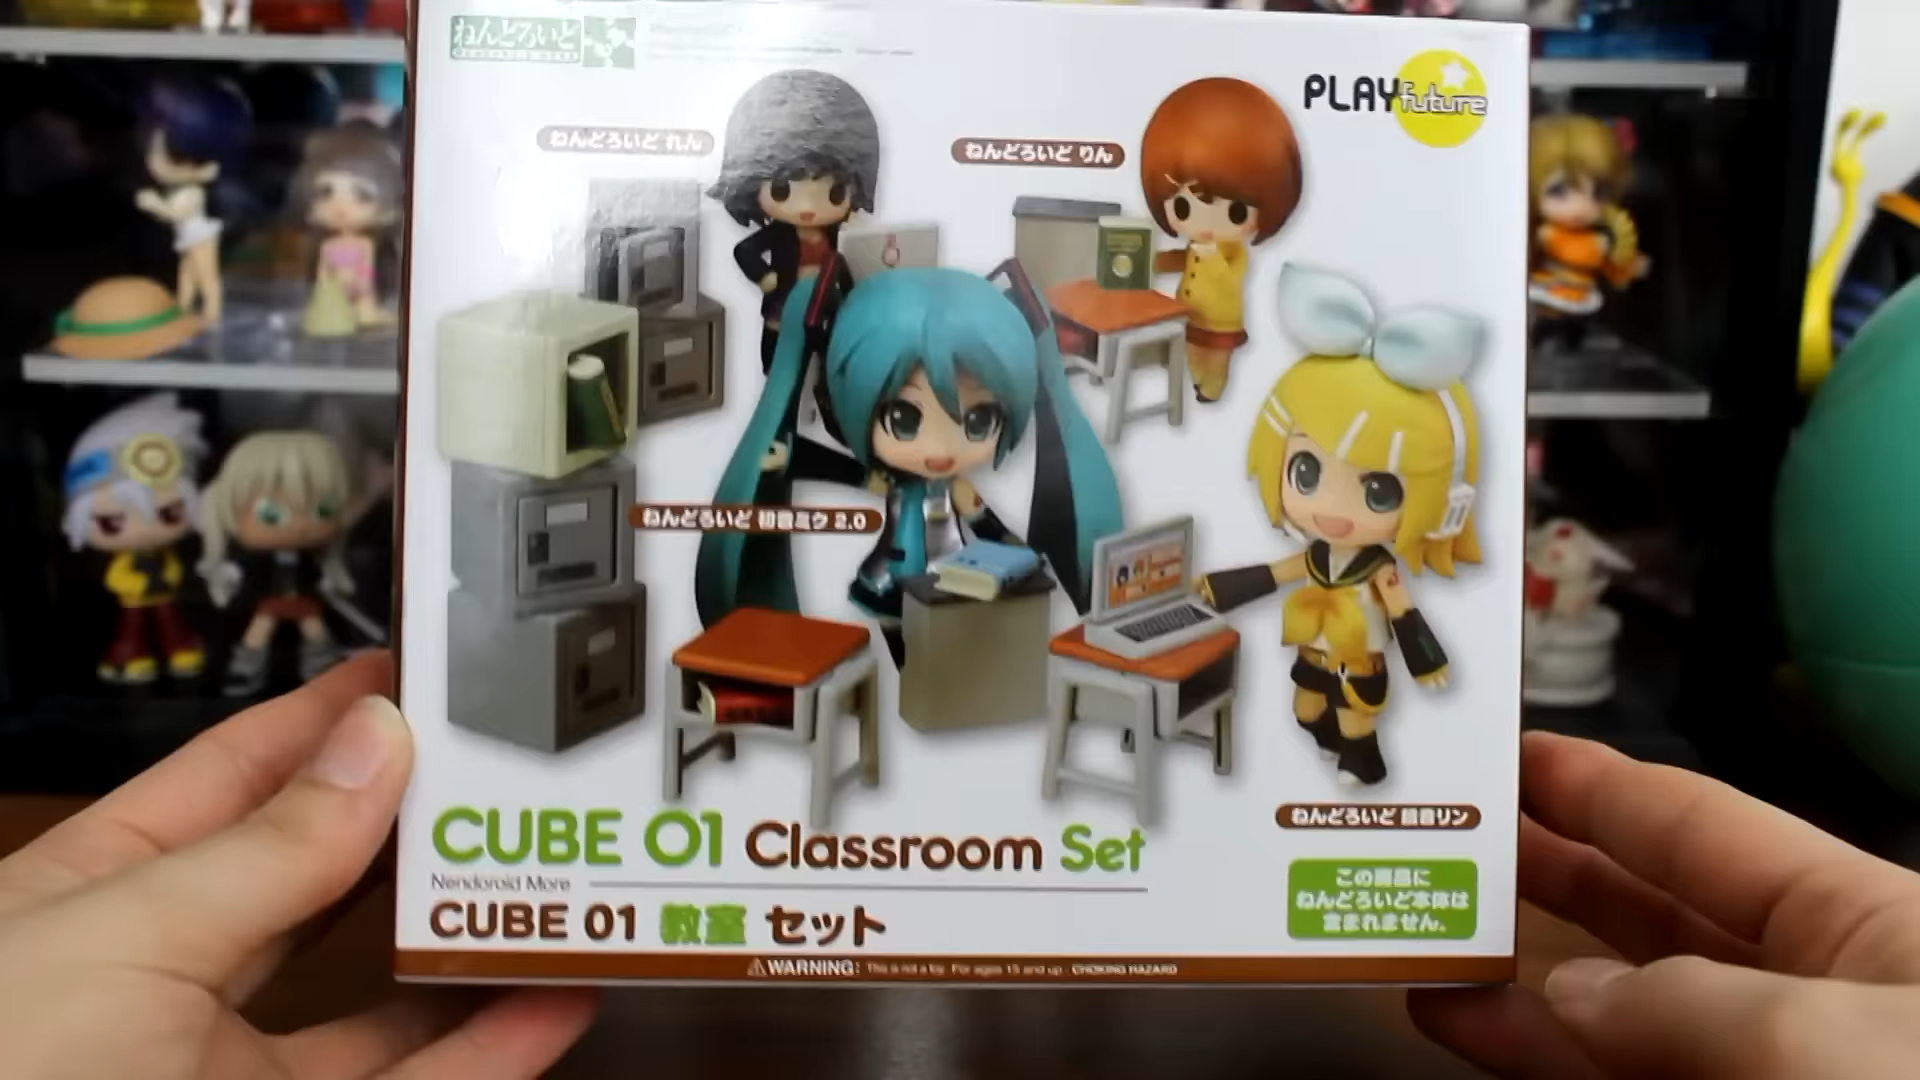 ねんどろいど
PLAY future
ねんどろいど れん
ねんどろいど りん
ねんどろいど 初音ミク 2.0
ねんどろいど 鏡音リン
CUBE 01 Classroom Set
Nendoroid More
CUBE 01 教室 セット
この商品に
ねんどろいど本体は
含まれません。
⚠WARNING: This is not a toy. For ages 15 and up. CHOKING HAZARD